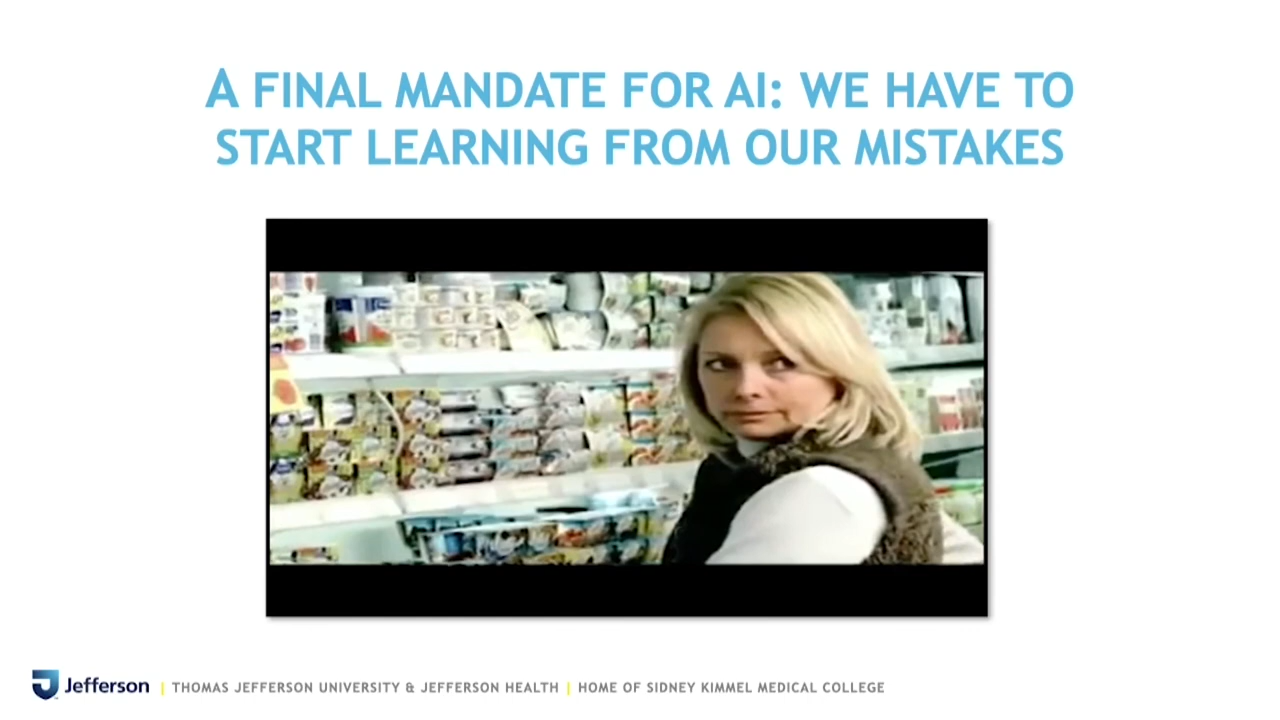 A FINAL MANDATE FOR AI: WE HAVE TO
START LEARNING FROM OUR MISTAKES
Jefferson | THOMAS JEFFERSON UNIVERSITY & JEFFERSON HEALTH | HOME OF SIDNEY KIMMEL MEDICAL COLLEGE